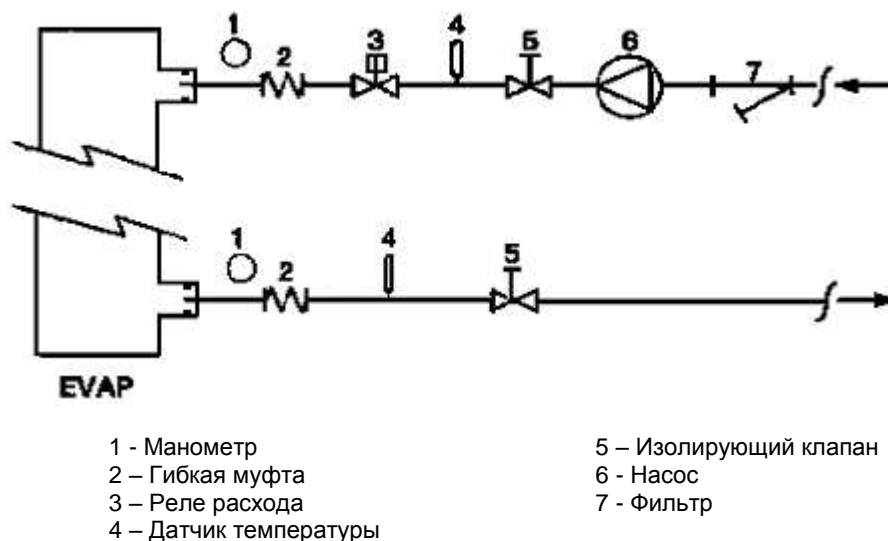 1 2 3 4 5 6 7
1 2 4 5
EVAP
1 - Манометр
2 – Гибкая муфта
3 – Реле расхода
4 – Датчик температуры
5 – Изолирующий клапан
6 - Насос
7 - Фильтр